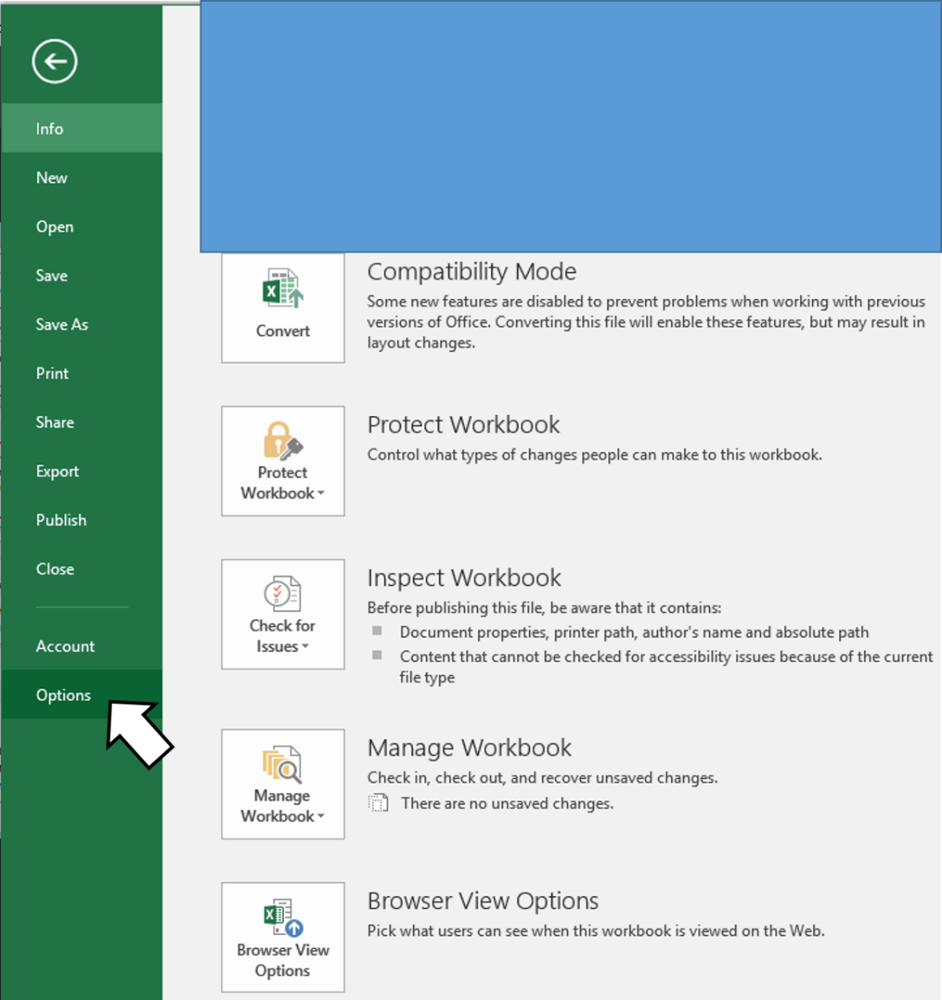 Info
New
Open
Save
Save As
Print
Share
Export
Publish
Close
Account
Options
Convert
Compatibility Mode
Some new features are disabled to prevent problems when working with previous
versions of Office. Converting this file will enable these features, but may result in
layout changes.
Protect
Workbook
Protect Workbook
Control what types of changes people can make to this workbook.
Check for
Issues
Inspect Workbook
Before publishing this file, be aware that it contains:
Document properties, printer path, author's name and absolute path
Content that cannot be checked for accessibility issues because of the current
file type
Manage
Workbook
Manage Workbook
Check in, check out, and recover unsaved changes.
There are no unsaved changes.
Browser View
Options
Browser View Options
Pick what users can see when this workbook is viewed on the Web.